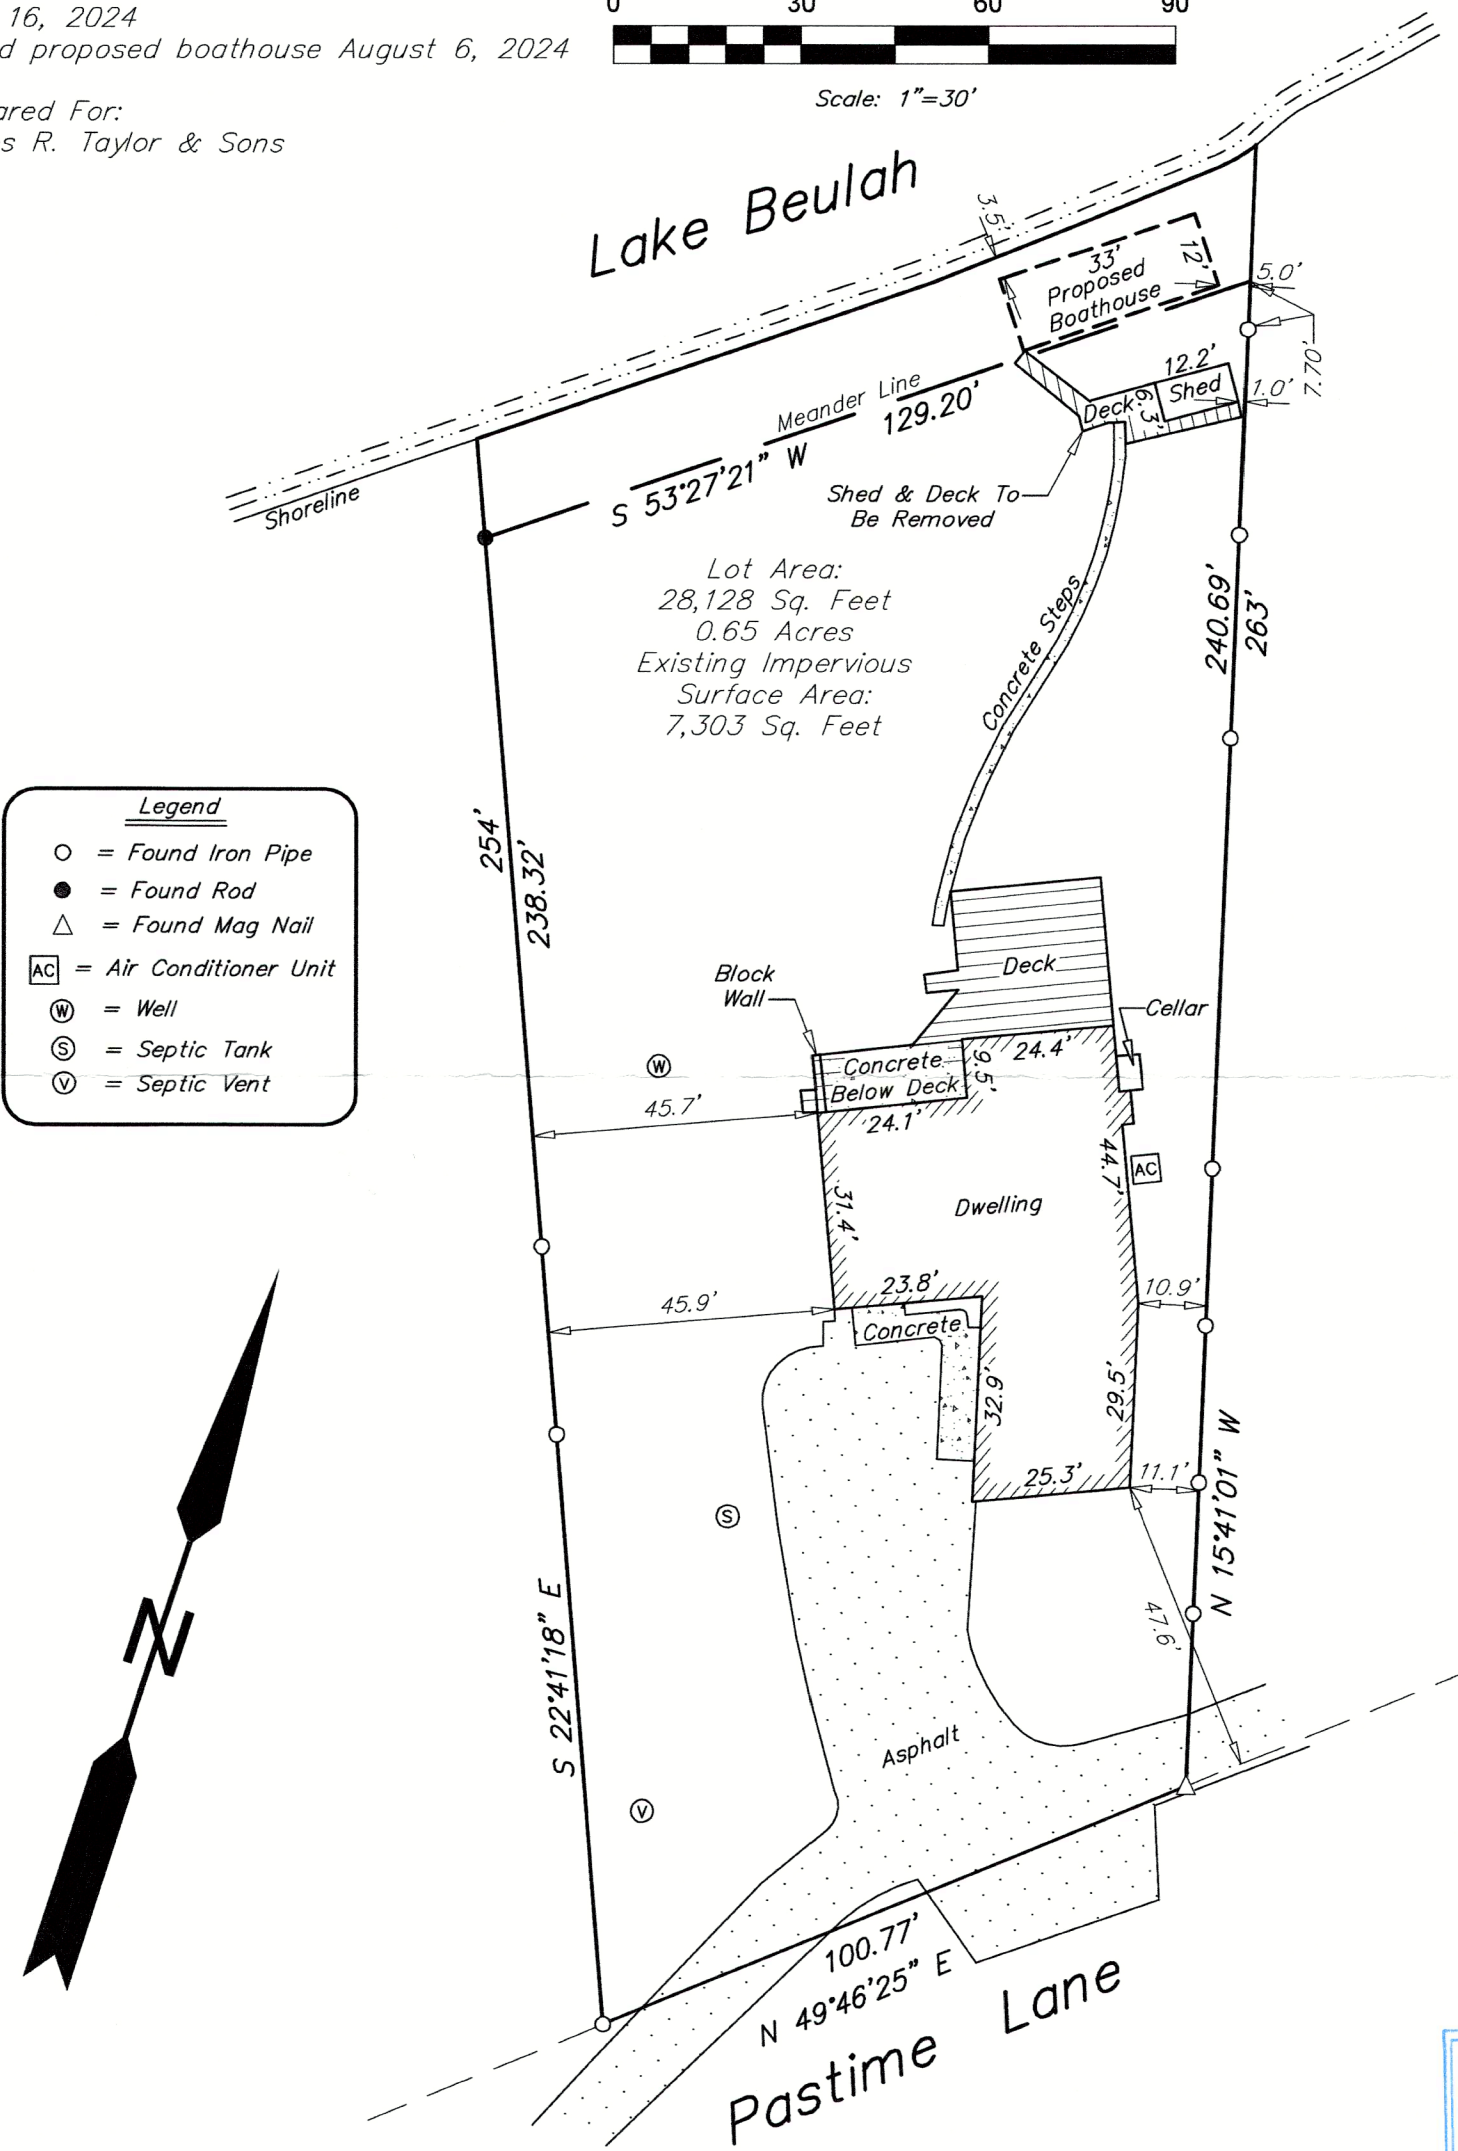 16, 2024
d proposed boathouse August 6, 2024
ared For:
s R. Taylor & Sons
0 30 60 90
Scale: 1"=30'
Lake Beulah
3.5'
33'
12'
Proposed
Boathouse
5.0'
7.70'
12.2'
Shed
1.0'
Deck
6.3'
Meander Line
129.20'
S 53°27'21" W
Shoreline
Shed & Deck To
Be Removed
Lot Area:
28,128 Sq. Feet
0.65 Acres
Existing Impervious
Surface Area:
7,303 Sq. Feet
Concrete Steps
240.69'
263'
254'
238.32'
Legend
= Found Iron Pipe
= Found Rod
= Found Mag Nail
AC = Air Conditioner Unit
W = Well
S = Septic Tank
V = Septic Vent
Block
Wall
Deck
Cellar
W
Concrete
Below Deck
9.5'
24.4'
45.7'
24.1'
44.7'
AC
31.4'
Dwelling
23.8'
10.9'
45.9'
Concrete
32.9'
29.5'
25.3'
11.1'
N 15°41'01" W
S
47.6'
N
S 22°41'18" E
Asphalt
V
100.77'
N 49°46'25" E
Pastime Lane